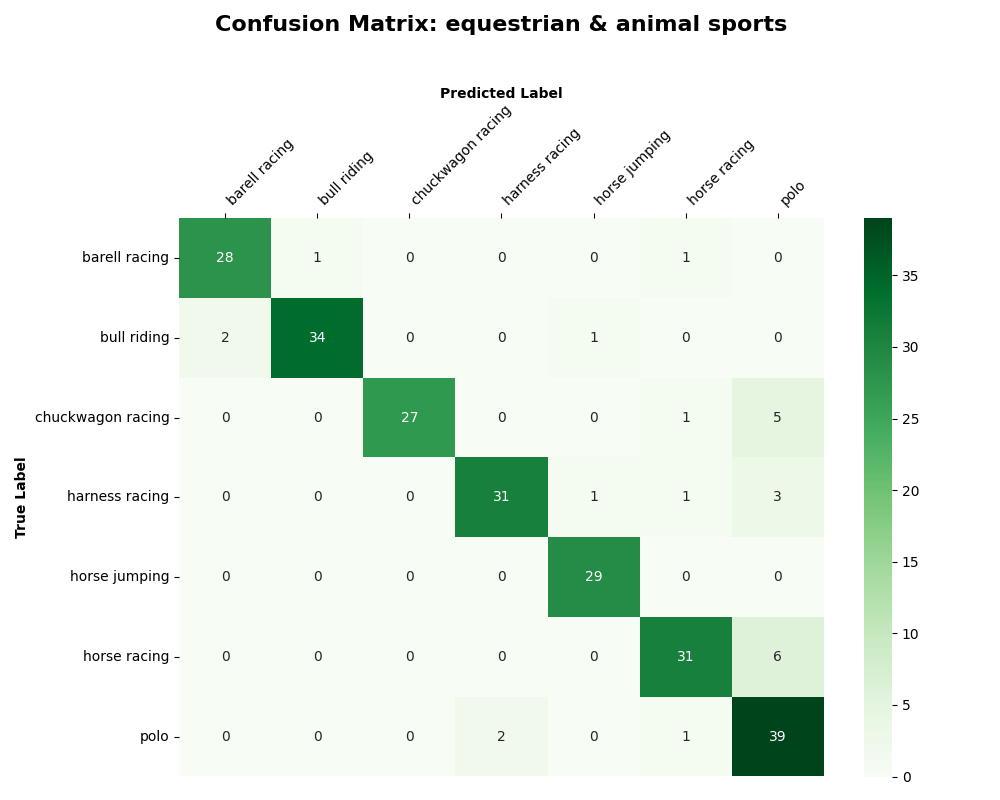 Confusion Matrix: equestrian & animal sports
Predicted Label
barell racing
bull riding
chuckwagon racing
harness racing
horse jumping
horse racing
polo
True Label
barell racing 28 1 0 0 0 1 0
bull riding 2 34 0 0 1 0 0
chuckwagon racing 0 0 27 0 0 1 5
harness racing 0 0 0 31 1 1 3
horse jumping 0 0 0 0 29 0 0
horse racing 0 0 0 0 0 31 6
polo 0 0 0 2 0 1 39
35
30
25
20
15
10
5
0